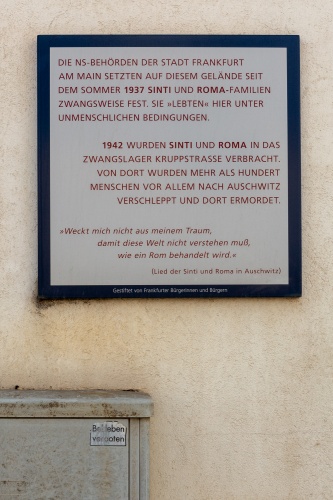 DIE NS-BEHÖRDEN DER STADT FRANKFURT
AM MAIN SETZTEN AUF DIESEM GELÄNDE SEIT
DEM SOMMER 1937 SINTI UND ROMA-FAMILIEN
ZWANGSWEISE FEST. SIE »LEBTEN« HIER UNTER
UNMENSCHLICHEN BEDINGUNGEN.
1942 WURDEN SINTI UND ROMA IN DAS
ZWANGSLAGER KRUPPSTRASSE VERBRACHT.
VON DORT WURDEN MEHR ALS HUNDERT
MENSCHEN VOR ALLEM NACH AUSCHWITZ
VERSCHLEPPT UND DORT ERMORDET.
»Weckt mich nicht aus meinem Traum,
damit diese Welt nicht verstehen muß,
wie ein Rom behandelt wird.«
(Lied der Sinti und Roma in Auschwitz)
Gestiftet von Frankfurter Bürgerinnen und Bürgern
Bekleben
verboten